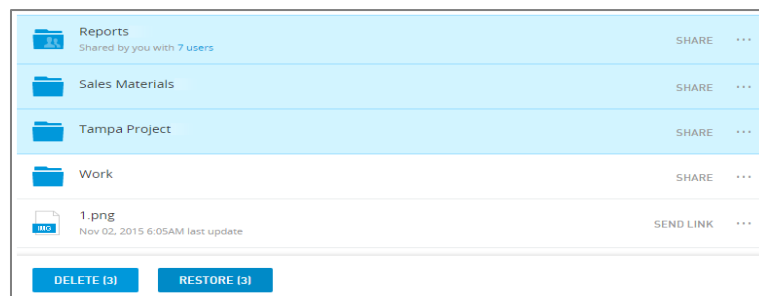 Reports
Shared by you with 7 users
SHARE ...
Sales Materials
SHARE ...
Tampa Project
SHARE ...
Work
SHARE ...
1.png
IMG
Nov 02, 2015 6:05AM last update
SEND LINK ...
DELETE (3)
RESTORE (3)